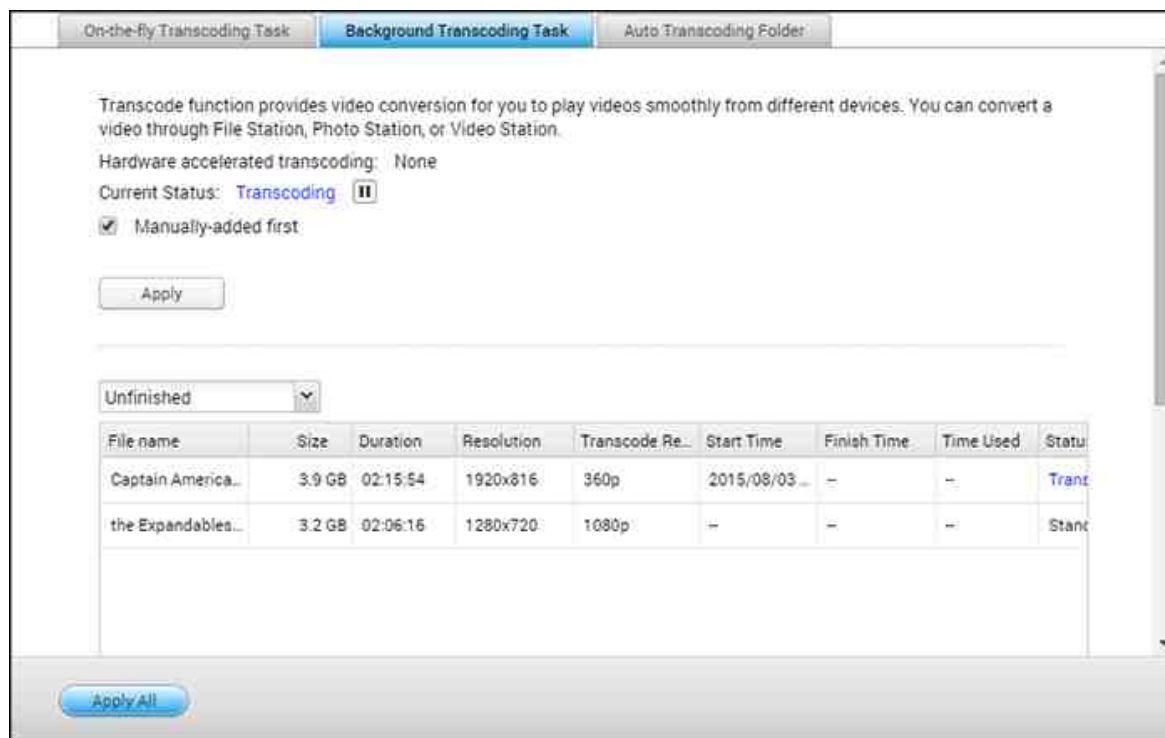 On-the-fly Transcoding Task Background Transcoding Task Auto Transcoding Folder
Transcode function provides video conversion for you to play videos smoothly from different devices. You can convert a
video through File Station, Photo Station, or Video Station.
Hardware accelerated transcoding: None
Current Status: Transcoding
Manually-added first
Apply
Unfinished
File name Size Duration Resolution Transcode Re... Start Time Finish Time Time Used Statu
Captain America... 3.9 GB 02:15:54 1920x816 360p 2015/08/03 ... -- -- Trans
the Expandables... 3.2 GB 02:06:16 1280x720 1080p -- -- -- Stand
Apply All